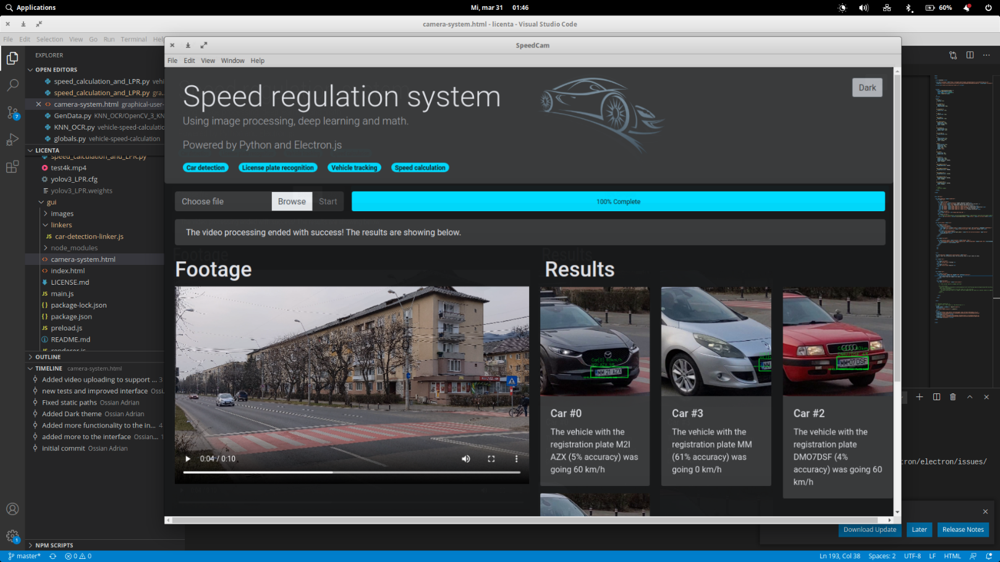 Applications
Mi, mar 31 01:46
60%
camera-system.html - licenta - Visual Studio Code
File Edit Selection View Go Run Terminal Help
SpeedCam
File Edit View Window Help
EXPLORER
OPEN EDITORS
speed_calculation_and_LPR.py vehi
speed_calculation_and_LPR.py gra.
camera-system.html graphical-user-
GenData.py KNN_OCR/OpenCV_3_KN
KNN_OCR.py vehicle-speed-calculatio
globals.py vehicle-speed-calculation
7
LICENTA
speed_calculation_and_LPR.py
test4k.mp4
yolov3_LPR.cfg
yolov3_LPR.weights
gui
images
linkers
car-detection-linker.js
node_modules
camera-system.html
index.html
LICENSE.md
main.js
package-lock.json
package.json
preload.js
README.md
renderer.js
OUTLINE
TIMELINE camera-system.html
Added video uploading to support ... 3
new tests and improved interface Ossi...
Fixed static paths Ossian Adrian
Added Dark theme Ossian Adrian
Added more functionality to the in... 4
added more to the interface Ossian... 1
initial commit Ossian Adrian
1
NPM SCRIPTS
Speed regulation system
Dark
Using image processing, deep learning and math.
Powered by Python and Electron.js
Car detection License plate recognition Vehicle tracking Speed calculation
Choose file Browse Start
100% Complete
The video processing ended with success! The results are showing below.
Footage
Results
0:04 / 0:10
Car #0
The vehicle with the
registration plate M2I
AZX (5% accuracy) was
going 60 km/h
Car #3
The vehicle with the
registration plate MM
(61% accuracy) was
going 0 km/h
Car #2
The vehicle with the
registration plate
DMO7DSF (4%
accuracy) was going 60
km/h
tron/electron/issues/
Download Update Later Release Notes
master* 0 0
Ln 193, Col 38 Spaces: 2 UTF-8 LF HTML